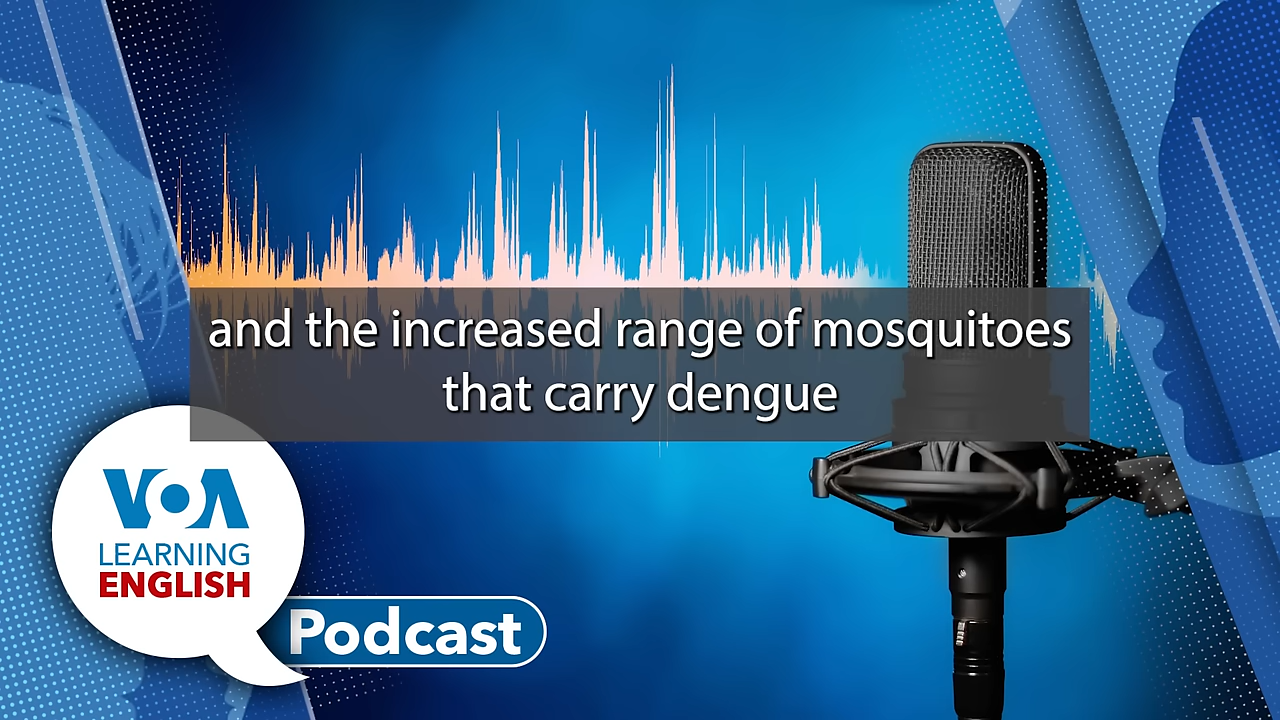 and the increased range of mosquitoes
that carry dengue
VOA
LEARNING
ENGLISH
Podcast